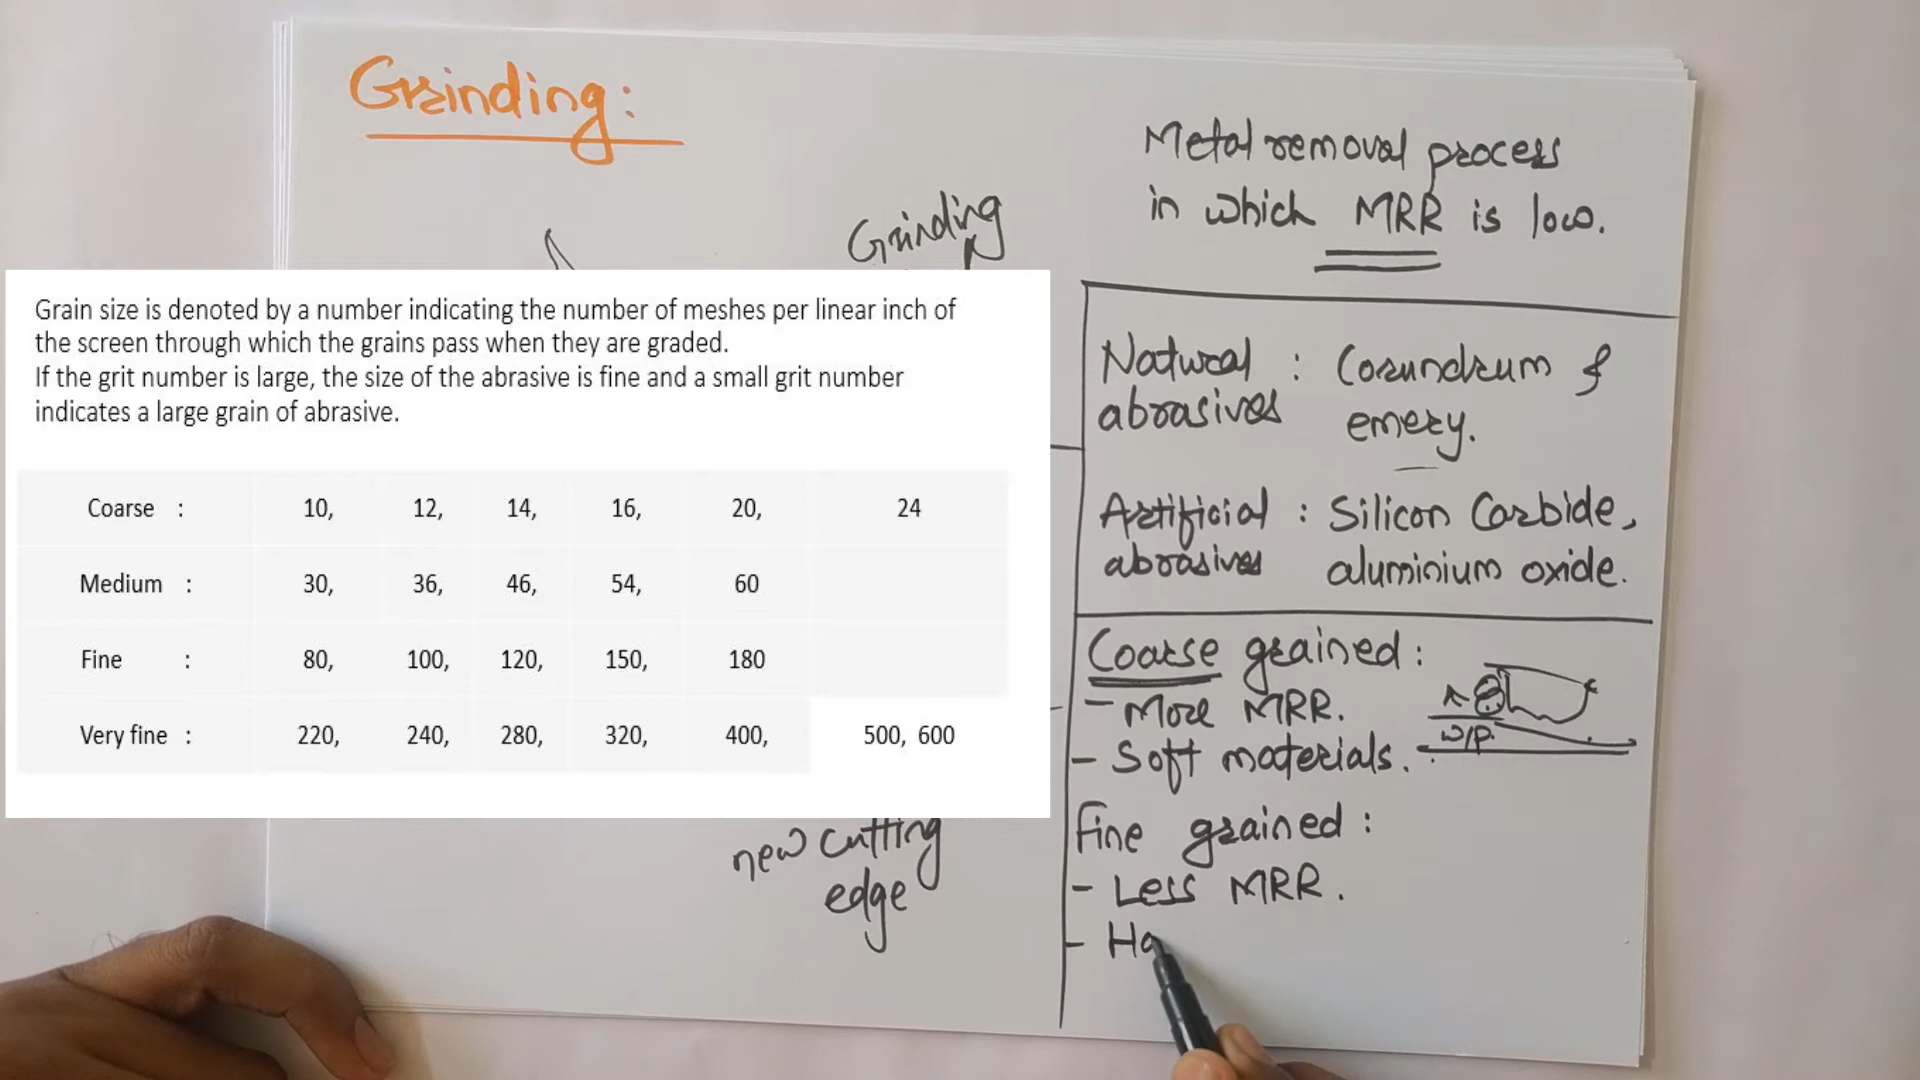 Grinding:
Metal removal process
in which MRR is low.
Grinding
Grain size is denoted by a number indicating the number of meshes per linear inch of
the screen through which the grains pass when they are graded.
If the grit number is large, the size of the abrasive is fine and a small grit number
indicates a large grain of abrasive.
Coarse : 10, 12, 14, 16, 20, 24
Medium : 30, 36, 46, 54, 60
Fine : 80, 100, 120, 150, 180
Very fine : 220, 240, 280, 320, 400, 500, 600
new cutting
edge
Natural : Corundrum &
abrasives emery.
Artificial : Silicon Carbide,
abrasives aluminium oxide.
Coarse grained:
- More MRR.
- Soft materials.
w/p.
Fine grained:
- Less MRR.
- Ha